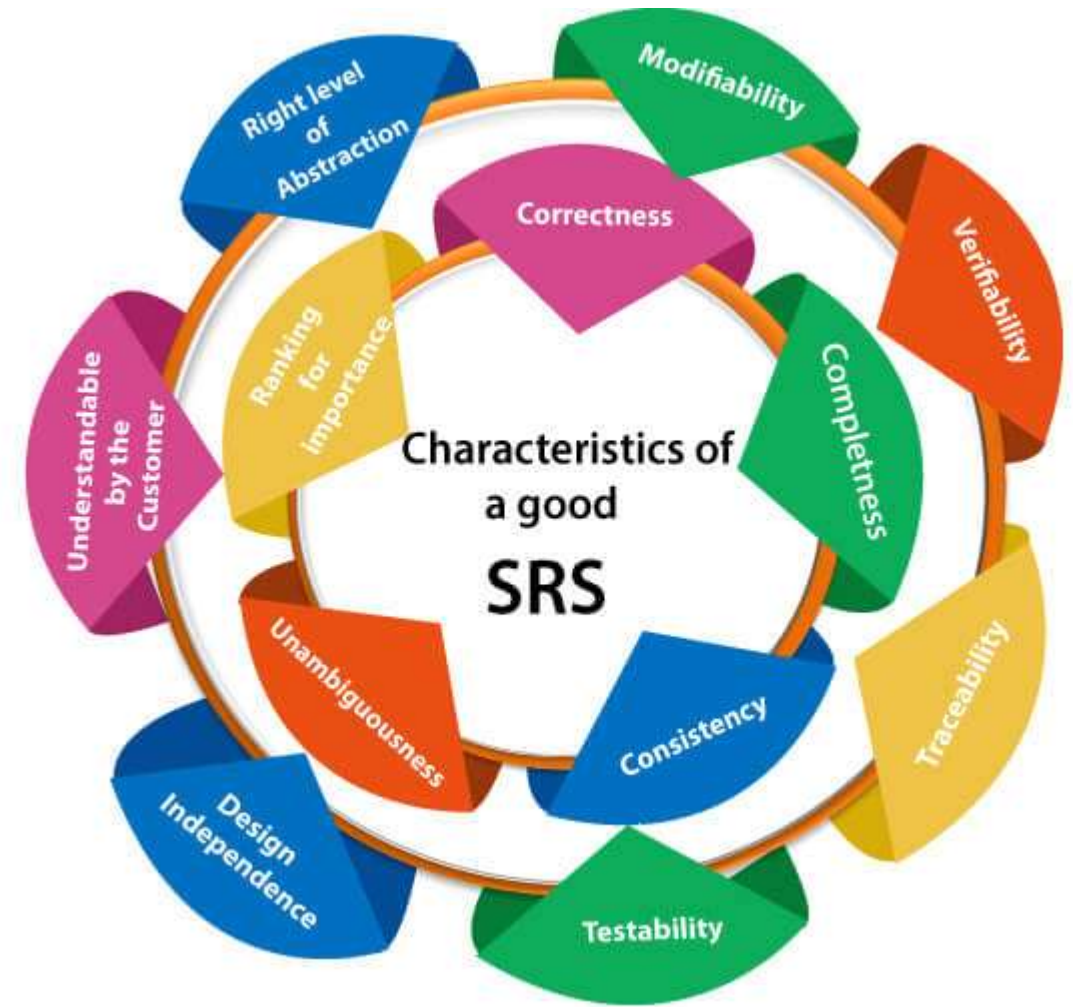 Right level
of
Abstraction
Modifiability
Verifiability
Traceability
Testability
Design
Independence
Understandable
by the
Customer
Correctness
Completness
Consistency
Unambiguousness
Ranking
for
importance
Characteristics of
a good
SRS